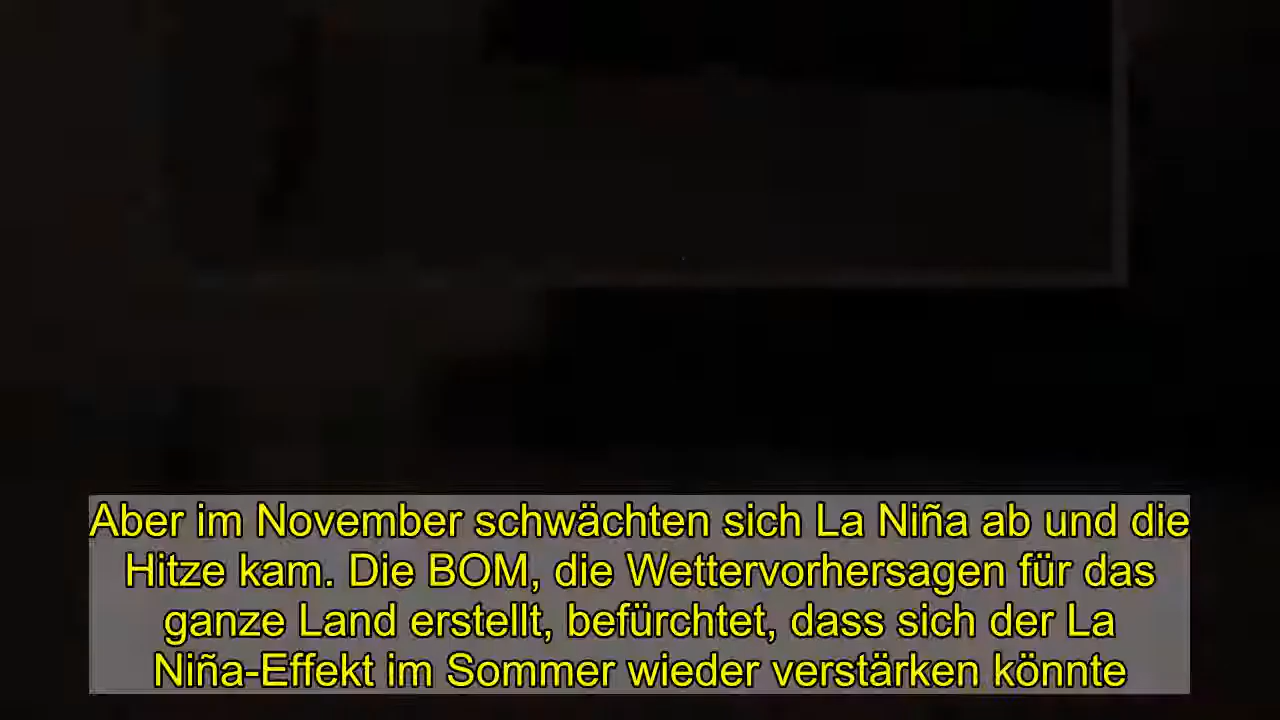 Aber im November schwächten sich La Niña ab und die
Hitze kam. Die BOM, die Wettervorhersagen für das
ganze Land erstellt, befürchtet, dass sich der La
Niña-Effekt im Sommer wieder verstärken könnte